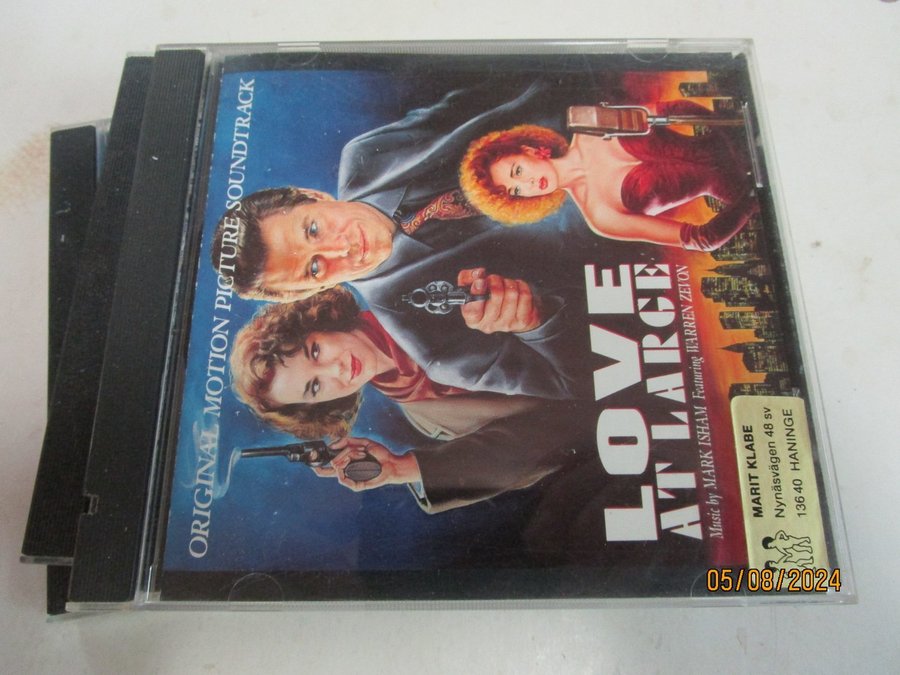 ORIGINAL MOTION PICTURE SOUNDTRACK
LOVE
AT LARGE
Music by MARK ISHAM Featuring WARREN ZEVON
MARIT KLABE
Nynäsvägen 48 sv
136 40 HANINGE
05/08/2024